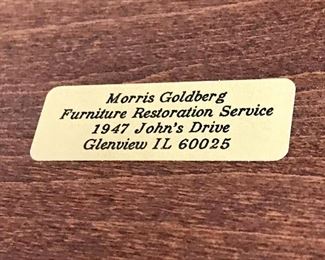 Morris Goldberg
Furniture Restoration Service
1947 John's Drive
Glenview IL 60025